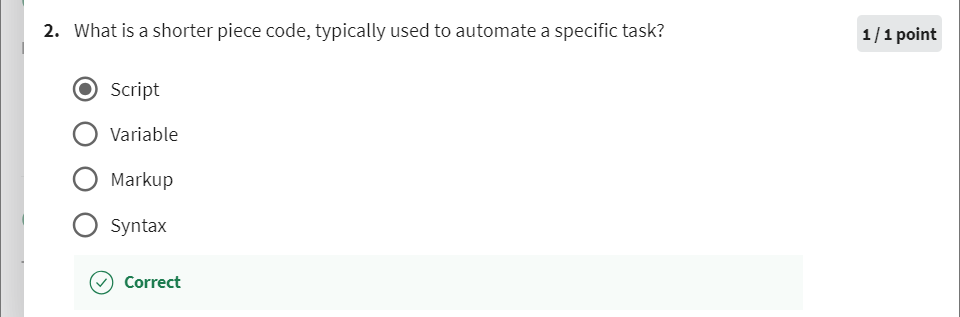 2. What is a shorter piece code, typically used to automate a specific task?
1 / 1 point
Script
Variable
Markup
Syntax
Correct